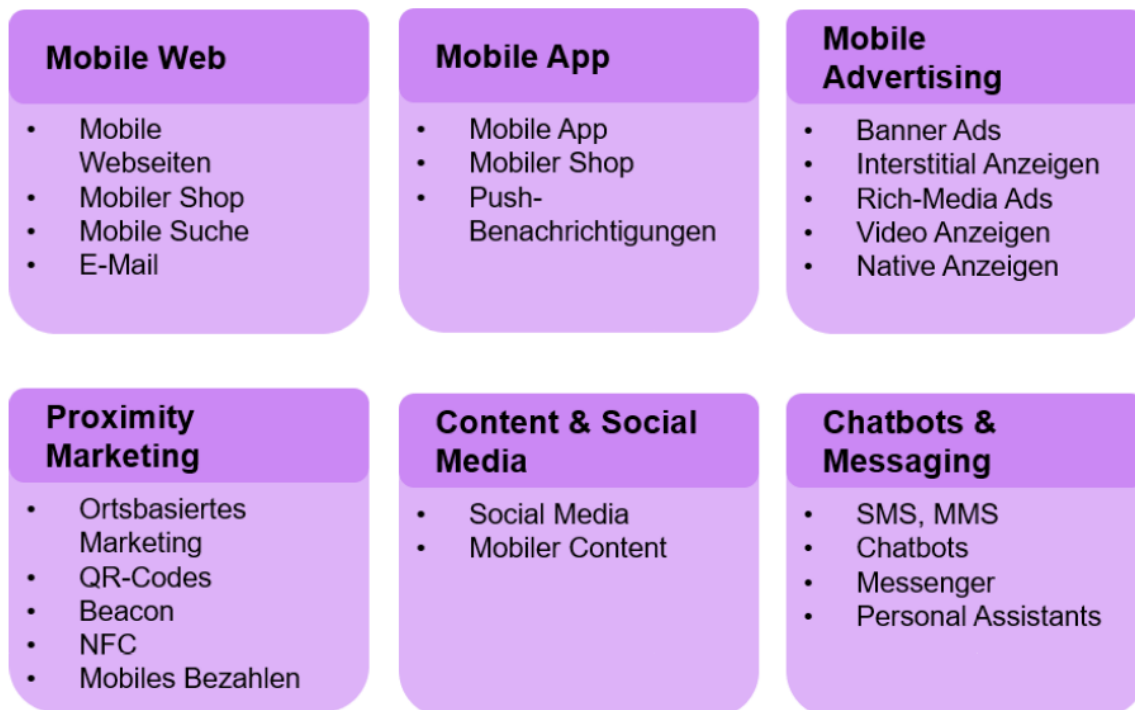 Mobile Web
• Mobile
Webseiten
• Mobiler Shop
• Mobile Suche
• E-Mail
Mobile App
• Mobile App
• Mobiler Shop
• Push-
Benachrichtigungen
Mobile
Advertising
• Banner Ads
• Interstitial Anzeigen
• Rich-Media Ads
• Video Anzeigen
• Native Anzeigen
Proximity
Marketing
• Ortsbasiertes
Marketing
• QR-Codes
• Beacon
• NFC
• Mobiles Bezahlen
Content & Social
Media
• Social Media
• Mobiler Content
Chatbots &
Messaging
• SMS, MMS
• Chatbots
• Messenger
• Personal Assistants